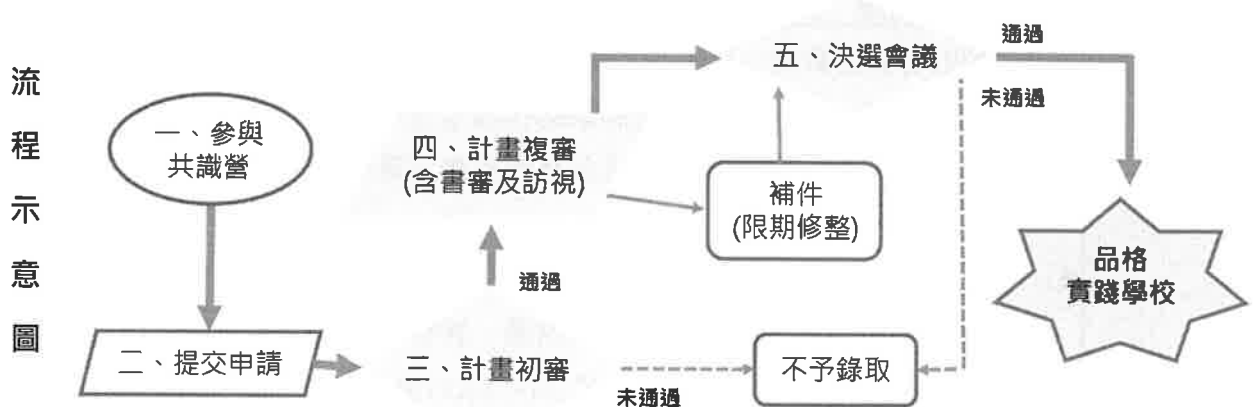 流程示意圖
一、參與
共識營
二、提交申請
三、計畫初審
通過
未通過
四、計畫複審
(含書審及訪視)
補件
(限期修整)
不予錄取
五、決選會議
通過
未通過
品格
實踐學校